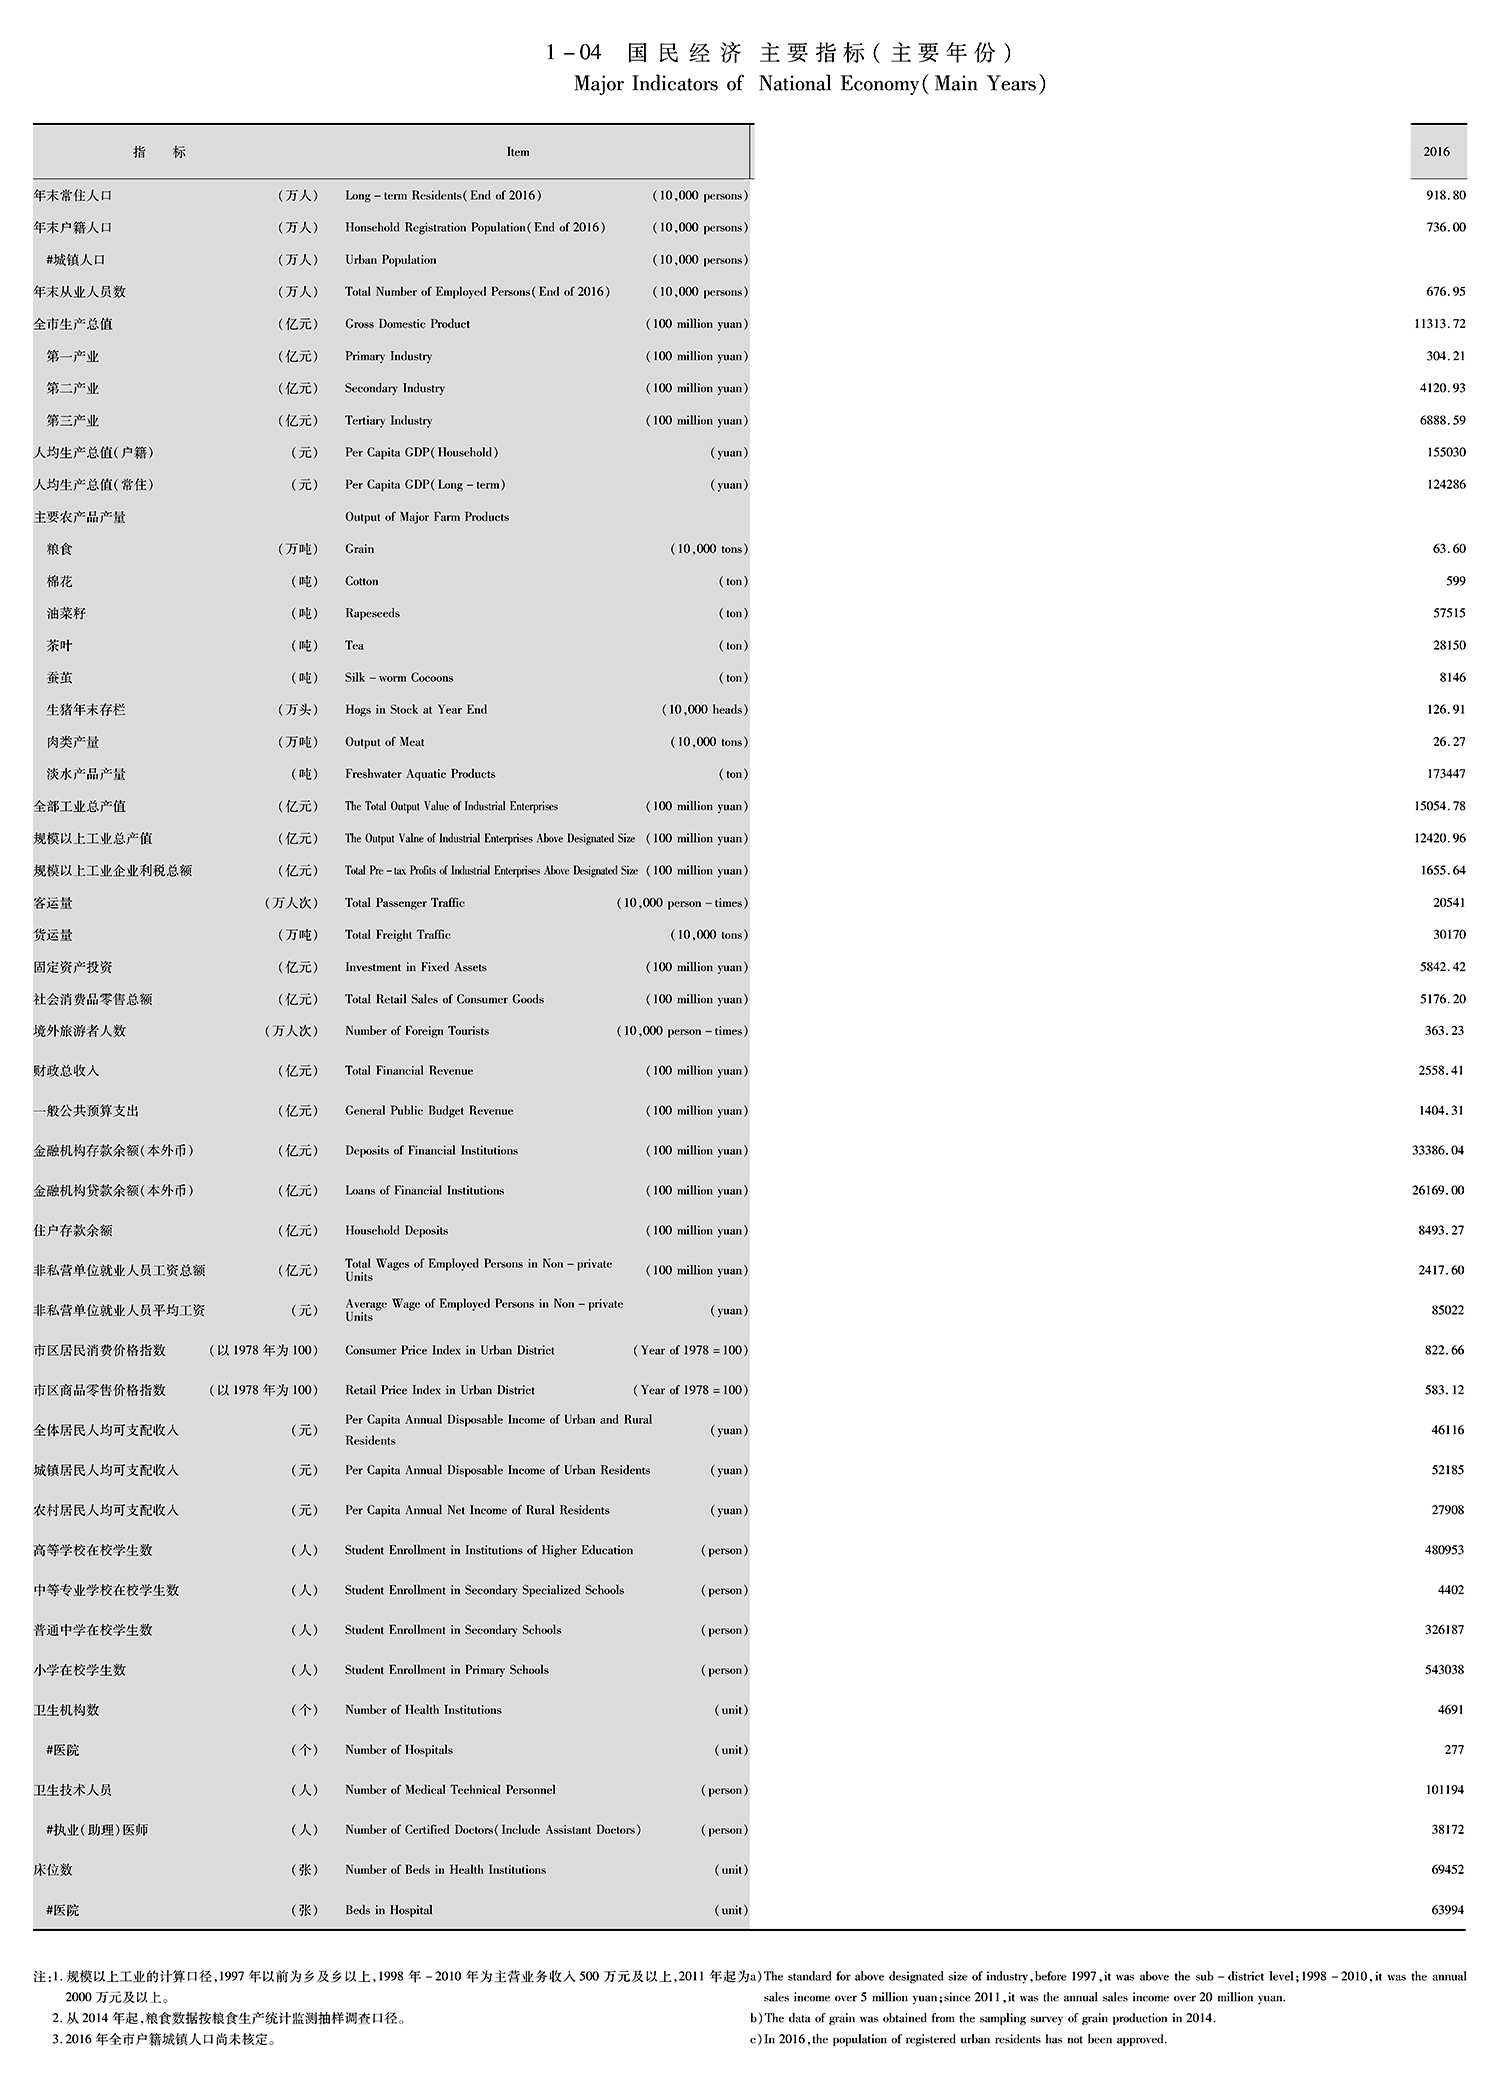 1－04 国民经济 主要指标(主要年份)
Major Indicators of National Economy(Main Years)
指 标 Item 2016
年末常住人口 (万人) Long－term Residents(End of 2016) (10,000 persons) 918.80
年末户籍人口 (万人) Honsehold Registration Population(End of 2016) (10,000 persons) 736.00
#城镇人口 (万人) Urban Population (10,000 persons)
年末从业人员数 (万人) Total Number of Employed Persons(End of 2016) (10,000 persons) 676.95
全市生产总值 (亿元) Gross Domestic Product (100 million yuan) 11313.72
第一产业 (亿元) Primary Industry (100 million yuan) 304.21
第二产业 (亿元) Secondary Industry (100 million yuan) 4120.93
第三产业 (亿元) Tertiary Industry (100 million yuan) 6888.59
人均生产总值(户籍) (元) Per Capita GDP(Household) (yuan) 155030
人均生产总值(常住) (元) Per Capita GDP(Long－term) (yuan) 124286
主要农产品产量 Output of Major Farm Products
粮食 (万吨) Grain (10,000 tons) 63.60
棉花 (吨) Cotton (ton) 599
油菜籽 (吨) Rapeseeds (ton) 57515
茶叶 (吨) Tea (ton) 28150
蚕茧 (吨) Silk－worm Cocoons (ton) 8146
生猪年末存栏 (万头) Hogs in Stock at Year End (10,000 heads) 126.91
肉类产量 (万吨) Output of Meat (10,000 tons) 26.27
淡水产品产量 (吨) Freshwater Aquatic Products (ton) 173447
全部工业总产值 (亿元) The Total Output Value of Industrial Enterprises (100 million yuan) 15054.78
规模以上工业总产值 (亿元) The Output Valne of Industrial Enterprises Above Designated Size (100 million yuan) 12420.96
规模以上工业企业利税总额 (亿元) Total Pre－tax Profits of Industrial Enterprises Above Designated Size (100 million yuan) 1655.64
客运量 (万人次) Total Passenger Traffic (10,000 person－times) 20541
货运量 (万吨) Total Freight Traffic (10,000 tons) 30170
固定资产投资 (亿元) Investment in Fixed Assets (100 million yuan) 5842.42
社会消费品零售总额 (亿元) Total Retail Sales of Consumer Goods (100 million yuan) 5176.20
境外旅游者人数 (万人次) Number of Foreign Tourists (10,000 person－times) 363.23
财政总收入 (亿元) Total Financial Revenue (100 million yuan) 2558.41
一般公共预算支出 (亿元) General Public Budget Revenue (100 million yuan) 1404.31
金融机构存款余额(本外币) (亿元) Deposits of Financial Institutions (100 million yuan) 33386.04
金融机构贷款余额(本外币) (亿元) Loans of Financial Institutions (100 million yuan) 26169.00
住户存款余额 (亿元) Household Deposits (100 million yuan) 8493.27
非私营单位就业人员工资总额 (亿元) Total Wages of Employed Persons in Non－private Units (100 million yuan) 2417.60
非私营单位就业人员平均工资 (元) Average Wage of Employed Persons in Non－private Units (yuan) 85022
市区居民消费价格指数 (以1978年为100) Consumer Price Index in Urban District (Year of 1978＝100) 822.66
市区商品零售价格指数 (以1978年为100) Retail Price Index in Urban District (Year of 1978＝100) 583.12
全体居民人均可支配收入 (元) Per Capita Annual Disposable Income of Urban and Rural Residents (yuan) 46116
城镇居民人均可支配收入 (元) Per Capita Annual Disposable Income of Urban Residents (yuan) 52185
农村居民人均可支配收入 (元) Per Capita Annual Net Income of Rural Residents (yuan) 27908
高等学校在校学生数 (人) Student Enrollment in Institutions of Higher Education (person) 480953
中等专业学校在校学生数 (人) Student Enrollment in Secondary Specialized Schools (person) 4402
普通中学在校学生数 (人) Student Enrollment in Secondary Schools (person) 326187
小学在校学生数 (人) Student Enrollment in Primary Schools (person) 543038
卫生机构数 (个) Number of Health Institutions (unit) 4691
#医院 (个) Number of Hospitals (unit) 277
卫生技术人员 (人) Number of Medical Technical Personnel (person) 101194
#执业(助理)医师 (人) Number of Certified Doctors(Include Assistant Doctors) (person) 38172
床位数 (张) Number of Beds in Health Institutions (unit) 69452
#医院 (张) Beds in Hospital (unit) 63994
注:1. 规模以上工业的计算口径,1997年以前为乡及乡以上,1998年－2010年为主营业务收入500万元及以上,2011年起为
2000万元及以上。
2. 从2014年起,粮食数据按粮食生产统计监测抽样调查口径。
3. 2016年全市户籍城镇人口尚未核定。
a)The standard for above designated size of industry,before 1997,it was above the sub－district level;1998－2010,it was the annual
sales income over 5 million yuan;since 2011,it was the annual sales income over 20 million yuan.
b)The data of grain was obtained from the sampling survey of grain production in 2014.
c)In 2016,the population of registered urban residents has not been approved.